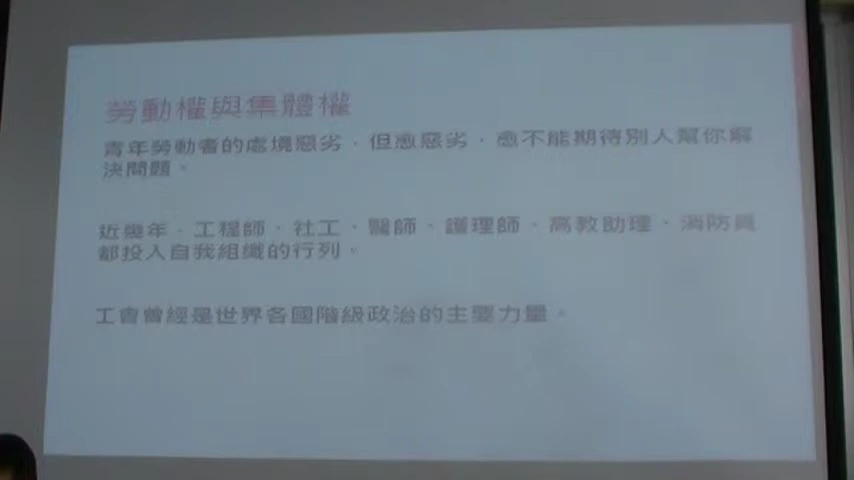 勞動權與集體權
青年勞動者的處境惡劣，但愈惡劣，愈不能期待別人幫你解
決問題。
近幾年，工程師、社工、醫師、護理師、高教助理、消防員
都投入自我組織的行列。
工會曾經是世界各國階級政治的主要力量。